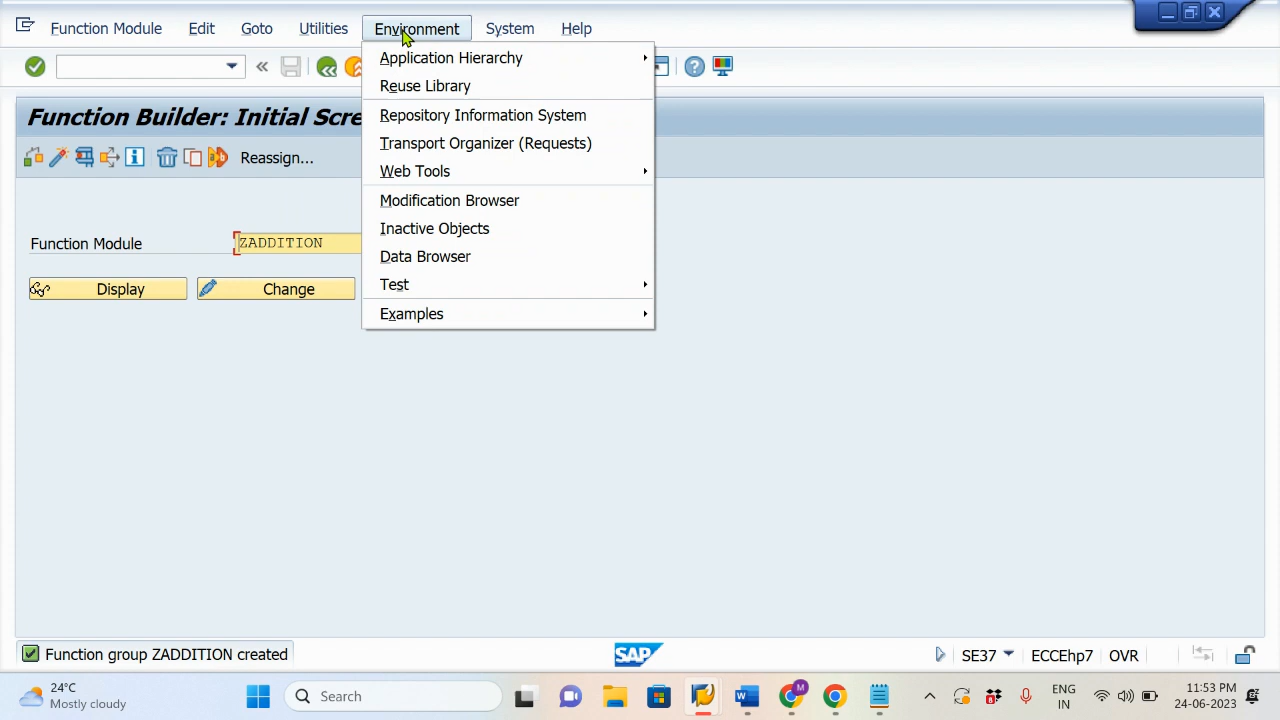 Function Module Edit Goto Utilities Environment System Help
Application Hierarchy
Reuse Library
Repository Information System
Transport Organizer (Requests)
Web Tools
Modification Browser
Inactive Objects
Data Browser
Test
Examples
Function Builder: Initial Scre
Reassign...
Function Module ZADDITION
Display Change
Function group ZADDITION created
SAP
SE37 ECCEhp7 OVR
24°C
Mostly cloudy
Search
M
8
ENG
IN
11:53 PM
24-06-2023